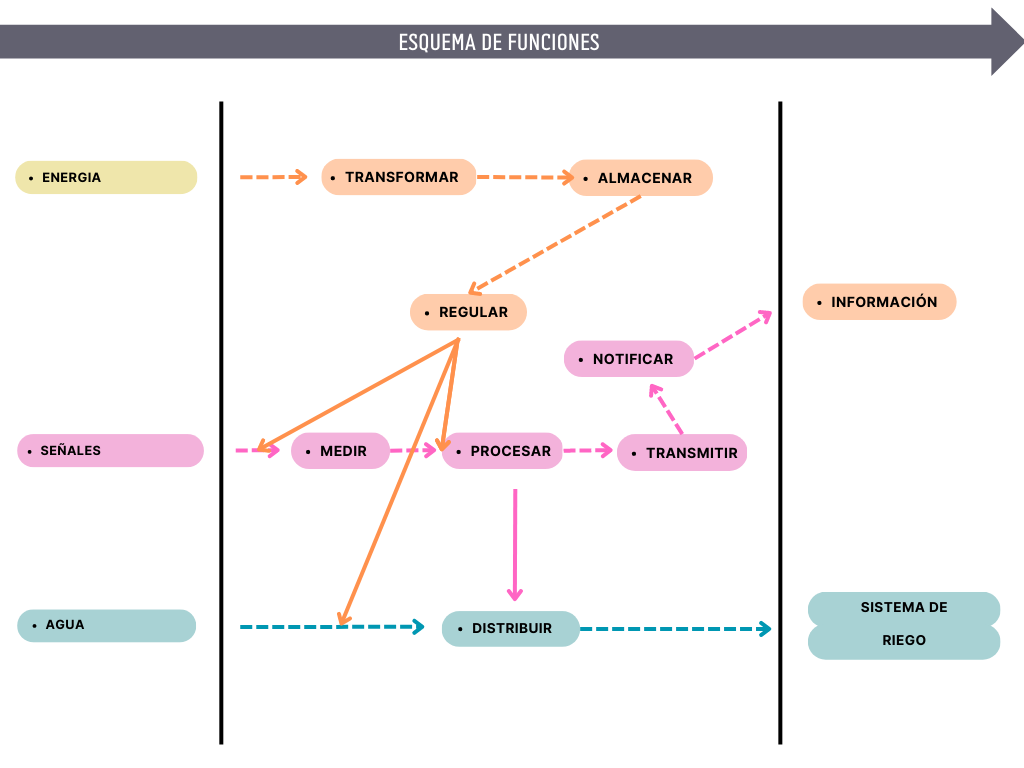 ESQUEMA DE FUNCIONES
• ENERGIA
• TRANSFORMAR
• ALMACENAR
• REGULAR
• INFORMACIÓN
• NOTIFICAR
• SEÑALES
• MEDIR
• PROCESAR
• TRANSMITIR
• AGUA
• DISTRIBUIR
SISTEMA DE
RIEGO